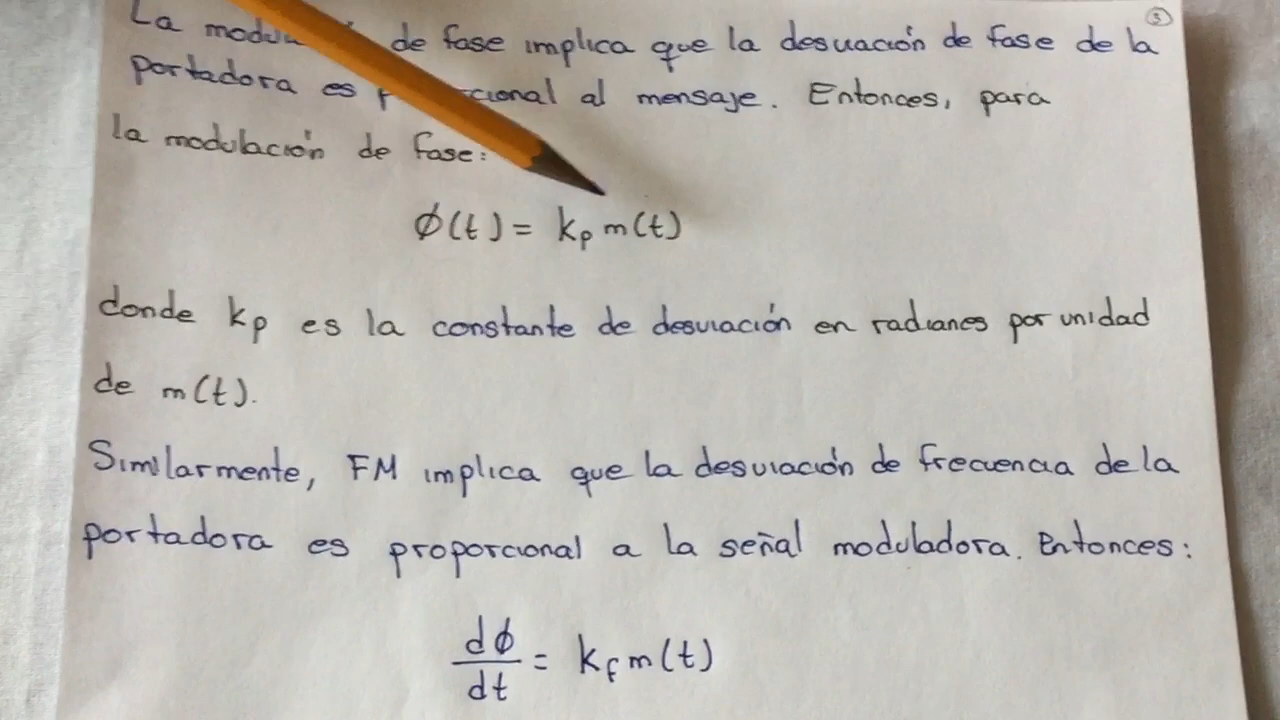 3
La de fase implica que la desviación de fase de la
portadora es al mensaje. Entonces, para
la modulación de fase:
ϕ(t) = kp m(t)
donde kp es la constante de desviación en radianes por unidad
de m(t).
Similarmente, FM implica que la desviación de frecuencia de la
portadora es proporcional a la señal moduladora. Entonces:
dϕ/dt = kf m(t)